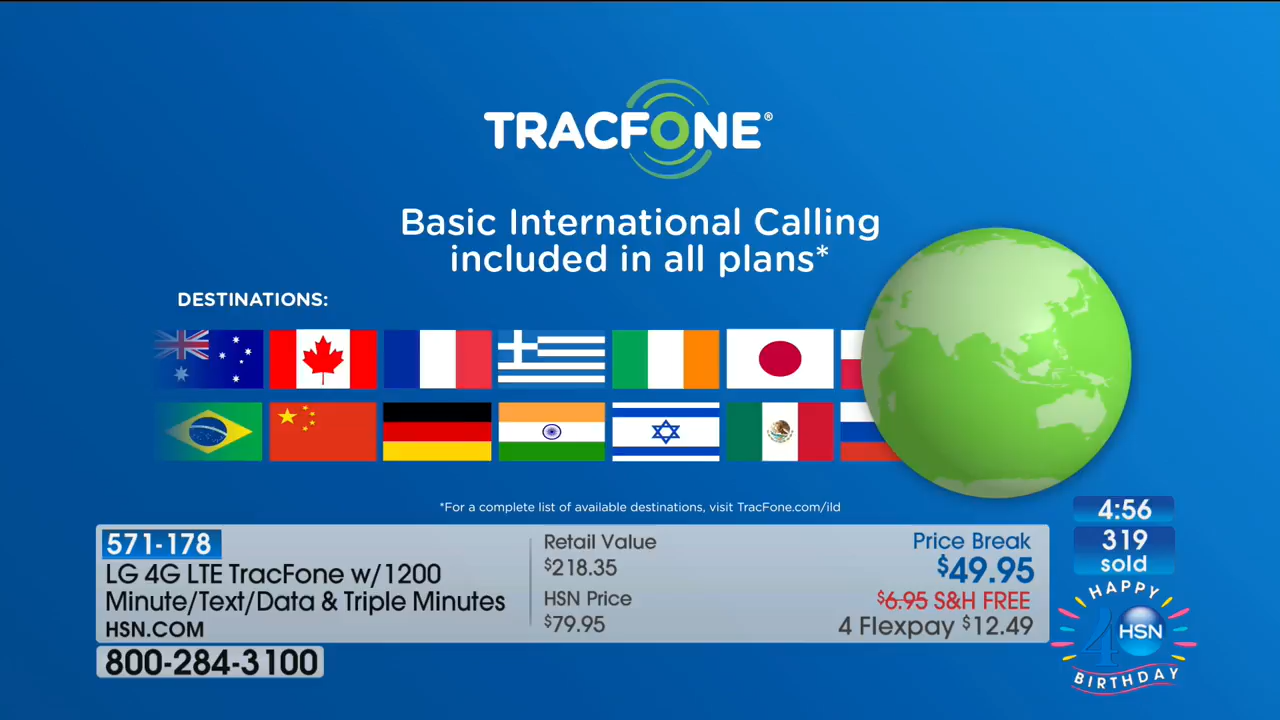 TRACFONE®
Basic International Calling
included in all plans*
DESTINATIONS:
*For a complete list of available destinations, visit TracFone.com/ild
571-178
LG 4G LTE TracFone w/1200
Minute/Text/Data & Triple Minutes
HSN.COM
800-284-3100
Retail Value
$218.35
HSN Price
$79.95
Price Break
$49.95
$6.95 S&H FREE
4 Flexpay $12.49
4:56
319
sold
HAPPY
40
HSN
BIRTHDAY